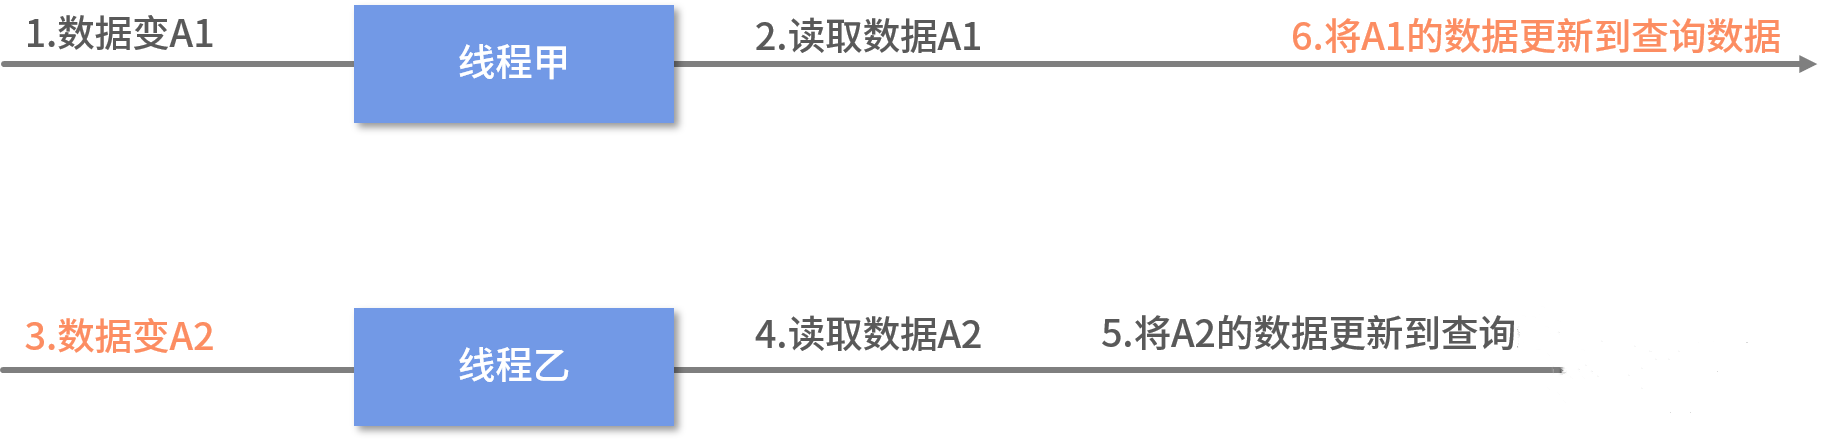 1.数据变A1
线程甲
2.读取数据A1
6.将A1的数据更新到查询数据
3.数据变A2
线程乙
4.读取数据A2
5.将A2的数据更新到查询